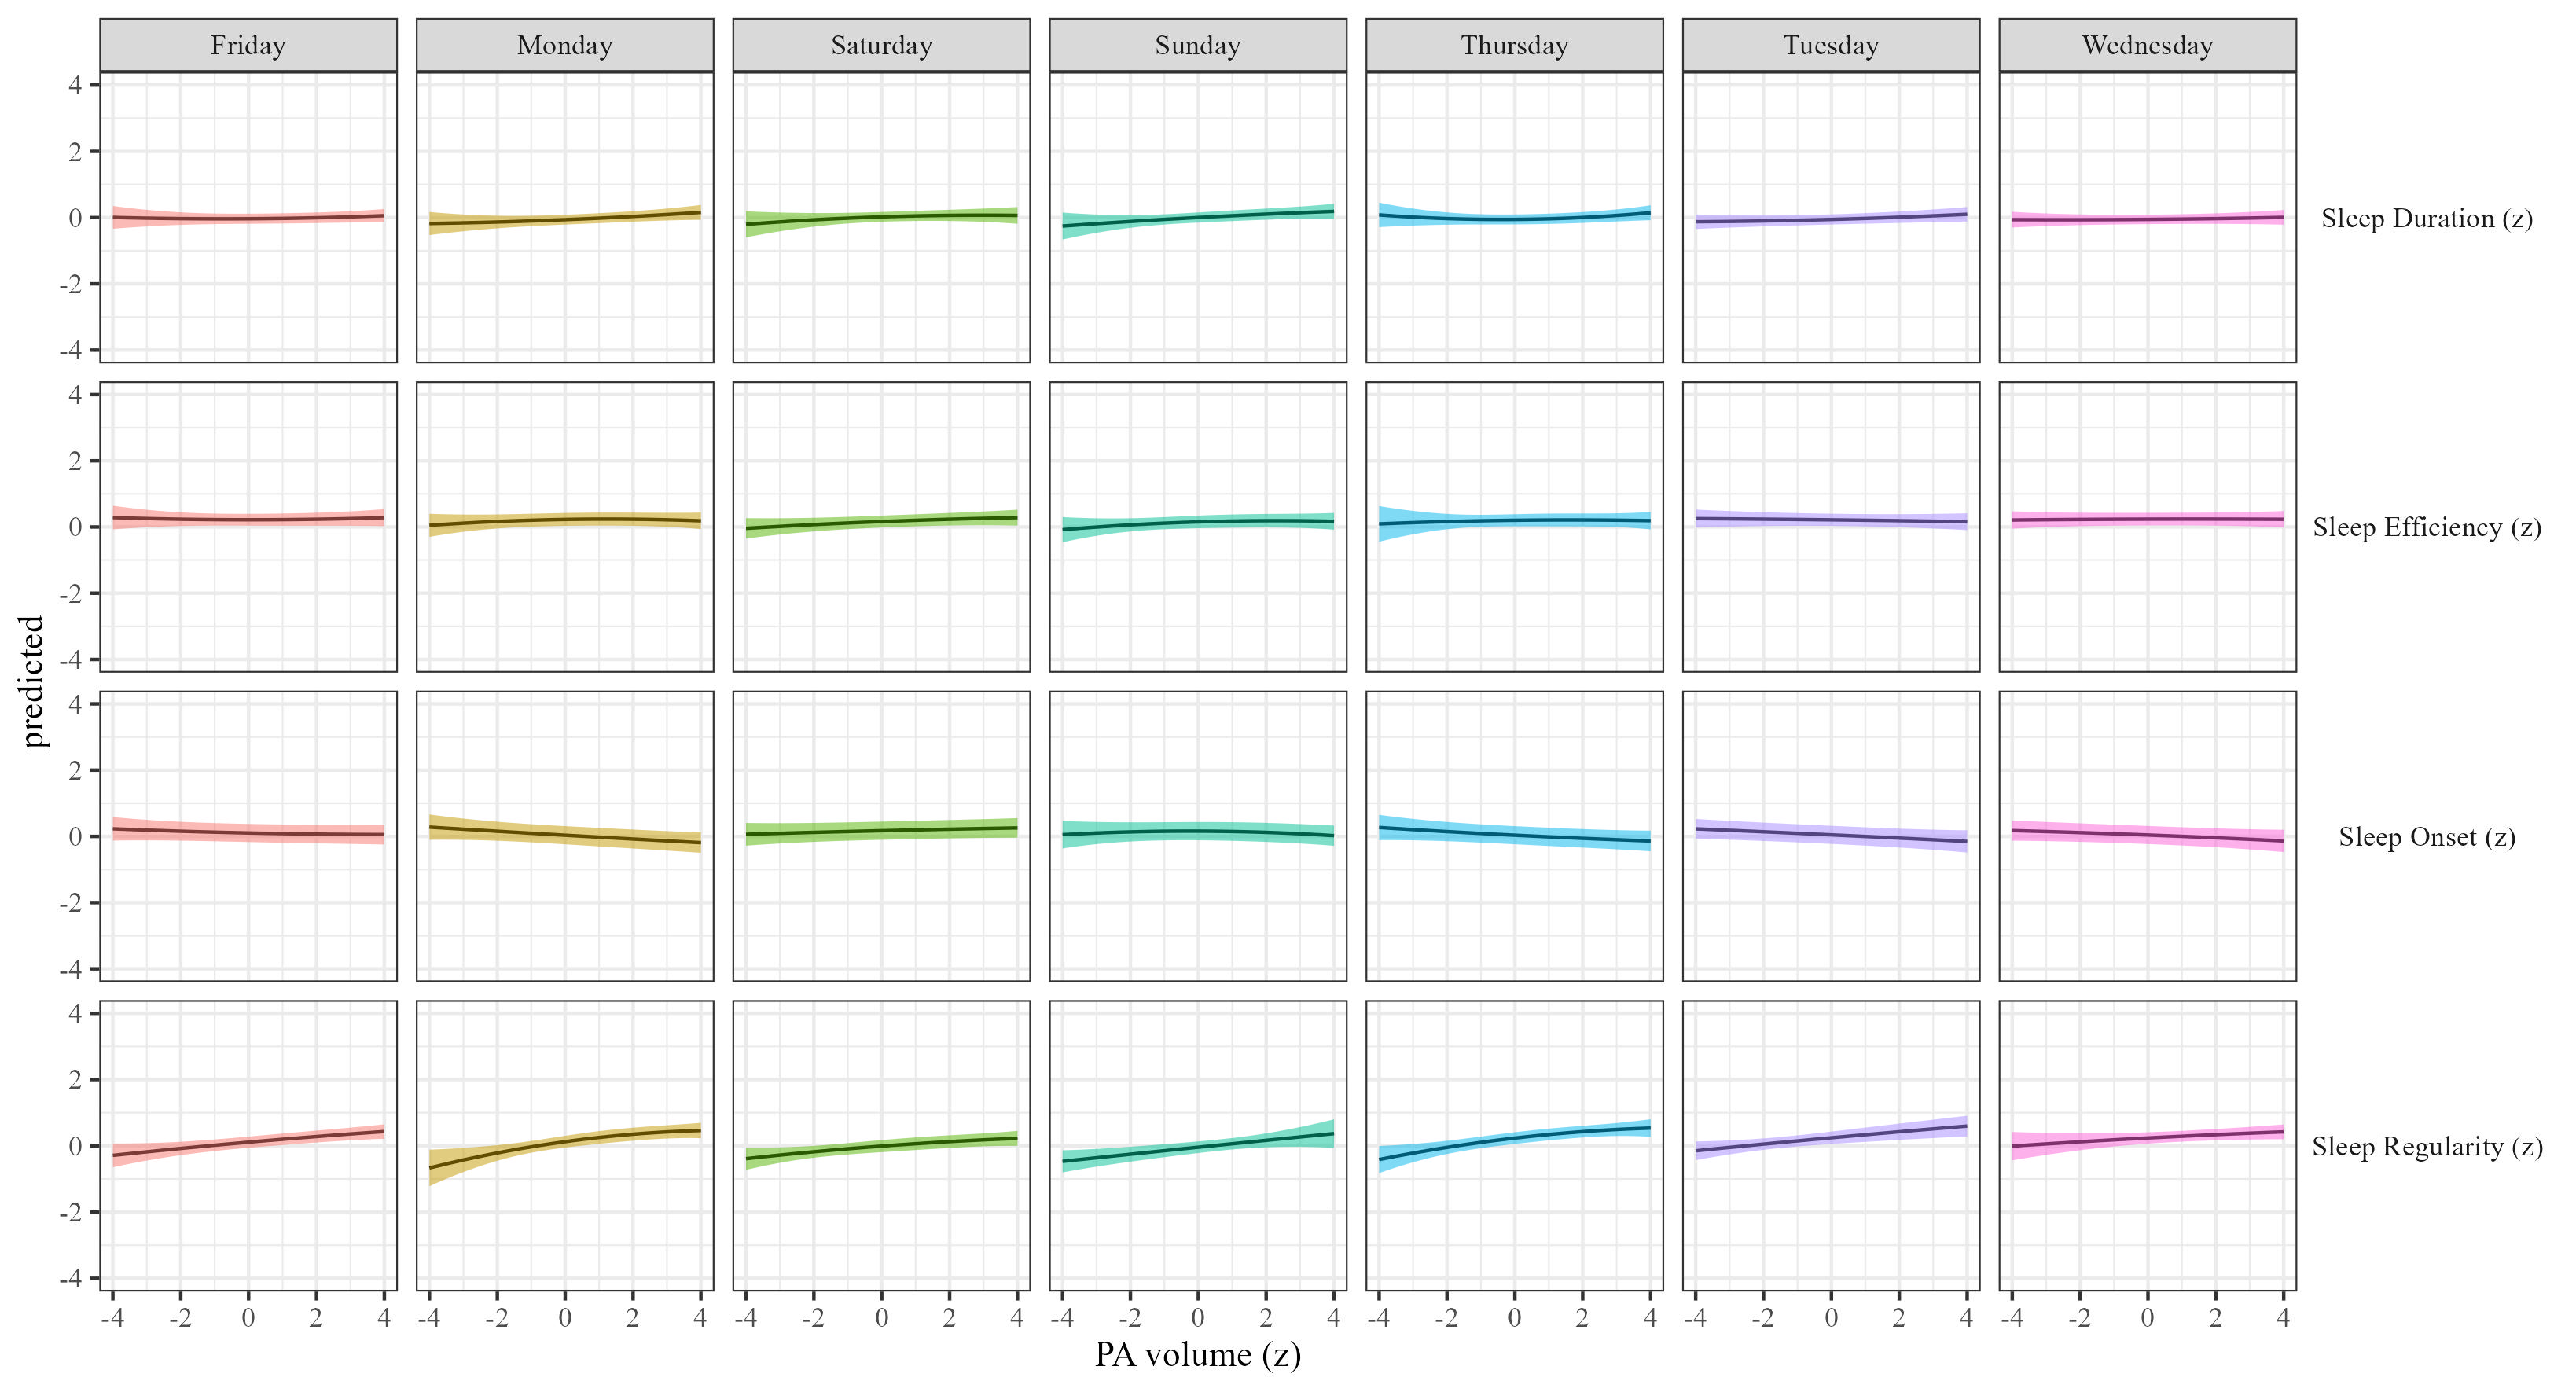 Friday Monday Saturday Sunday Thursday Tuesday Wednesday
4
2
0
-2
-4
Sleep Duration (z)
4
2
0
-2
-4
Sleep Efficiency (z)
predicted
4
2
0
-2
-4
Sleep Onset (z)
4
2
0
-2
-4
Sleep Regularity (z)
-4 -2 0 2 4 -4 -2 0 2 4 -4 -2 0 2 4 -4 -2 0 2 4 -4 -2 0 2 4 -4 -2 0 2 4 -4 -2 0 2 4
PA volume (z)